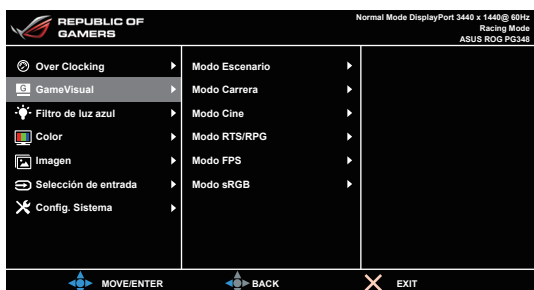 REPUBLIC OF
GAMERS
Normal Mode DisplayPort 3440 x 1440@ 60Hz
Racing Mode
ASUS ROG PG348
Over Clocking
Modo Escenario
G GameVisual
Modo Carrera
Filtro de luz azul
Modo Cine
Color
Modo RTS/RPG
Imagen
Modo FPS
Selección de entrada
Modo sRGB
Config. Sistema
MOVE/ENTER
BACK
EXIT